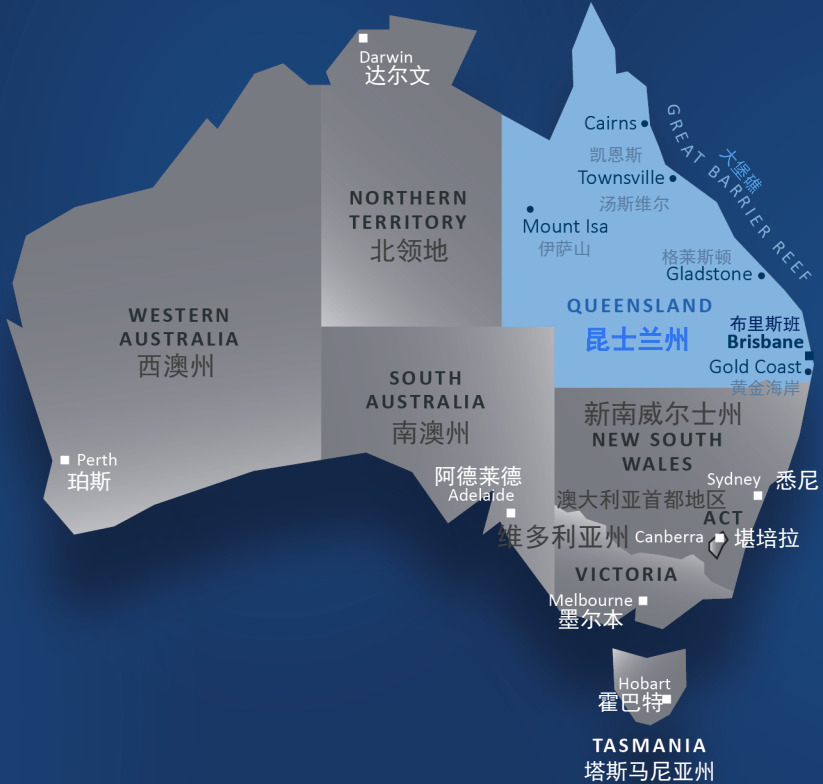 Darwin
达尔文
NORTHERN
TERRITORY
北领地
WESTERN
AUSTRALIA
西澳州
Perth
珀斯
SOUTH
AUSTRALIA
南澳州
阿德莱德
Adelaide
Cairns
凯恩斯
Townsville
汤斯维尔
Mount Isa
伊萨山
格莱斯顿
Gladstone
大堡礁
GREAT BARRIER REEF
QUEENSLAND
昆士兰州
布里斯班
Brisbane
Gold Coast
黄金海岸
新南威尔士州
NEW SOUTH
WALES
Sydney
悉尼
澳大利亚首都地区
ACT
Canberra
堪培拉
维多利亚州
VICTORIA
Melbourne
墨尔本
Hobart
霍巴特
TASMANIA
塔斯马尼亚州